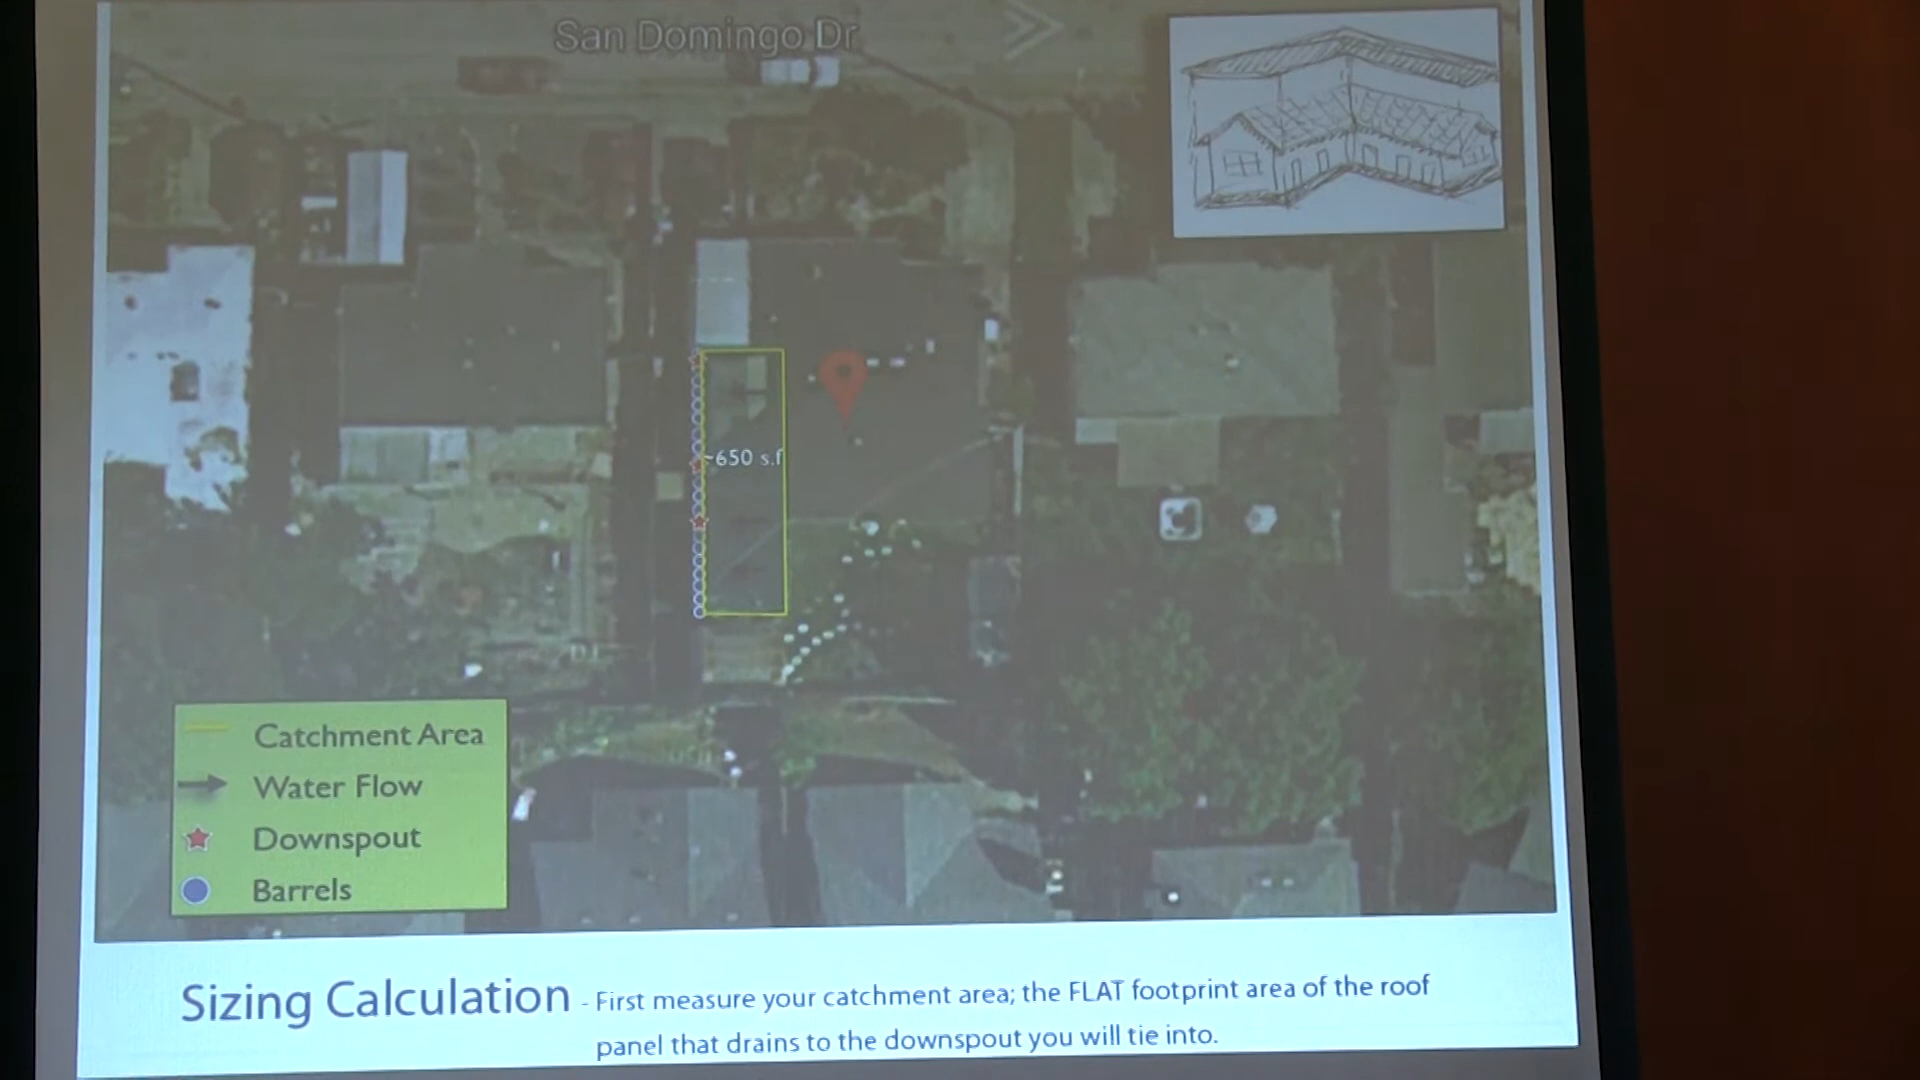 San Domingo Dr
~650 s.f
Catchment Area
Water Flow
Downspout
Barrels
Sizing Calculation - First measure your catchment area; the FLAT footprint area of the roof
panel that drains to the downspout you will tie into.